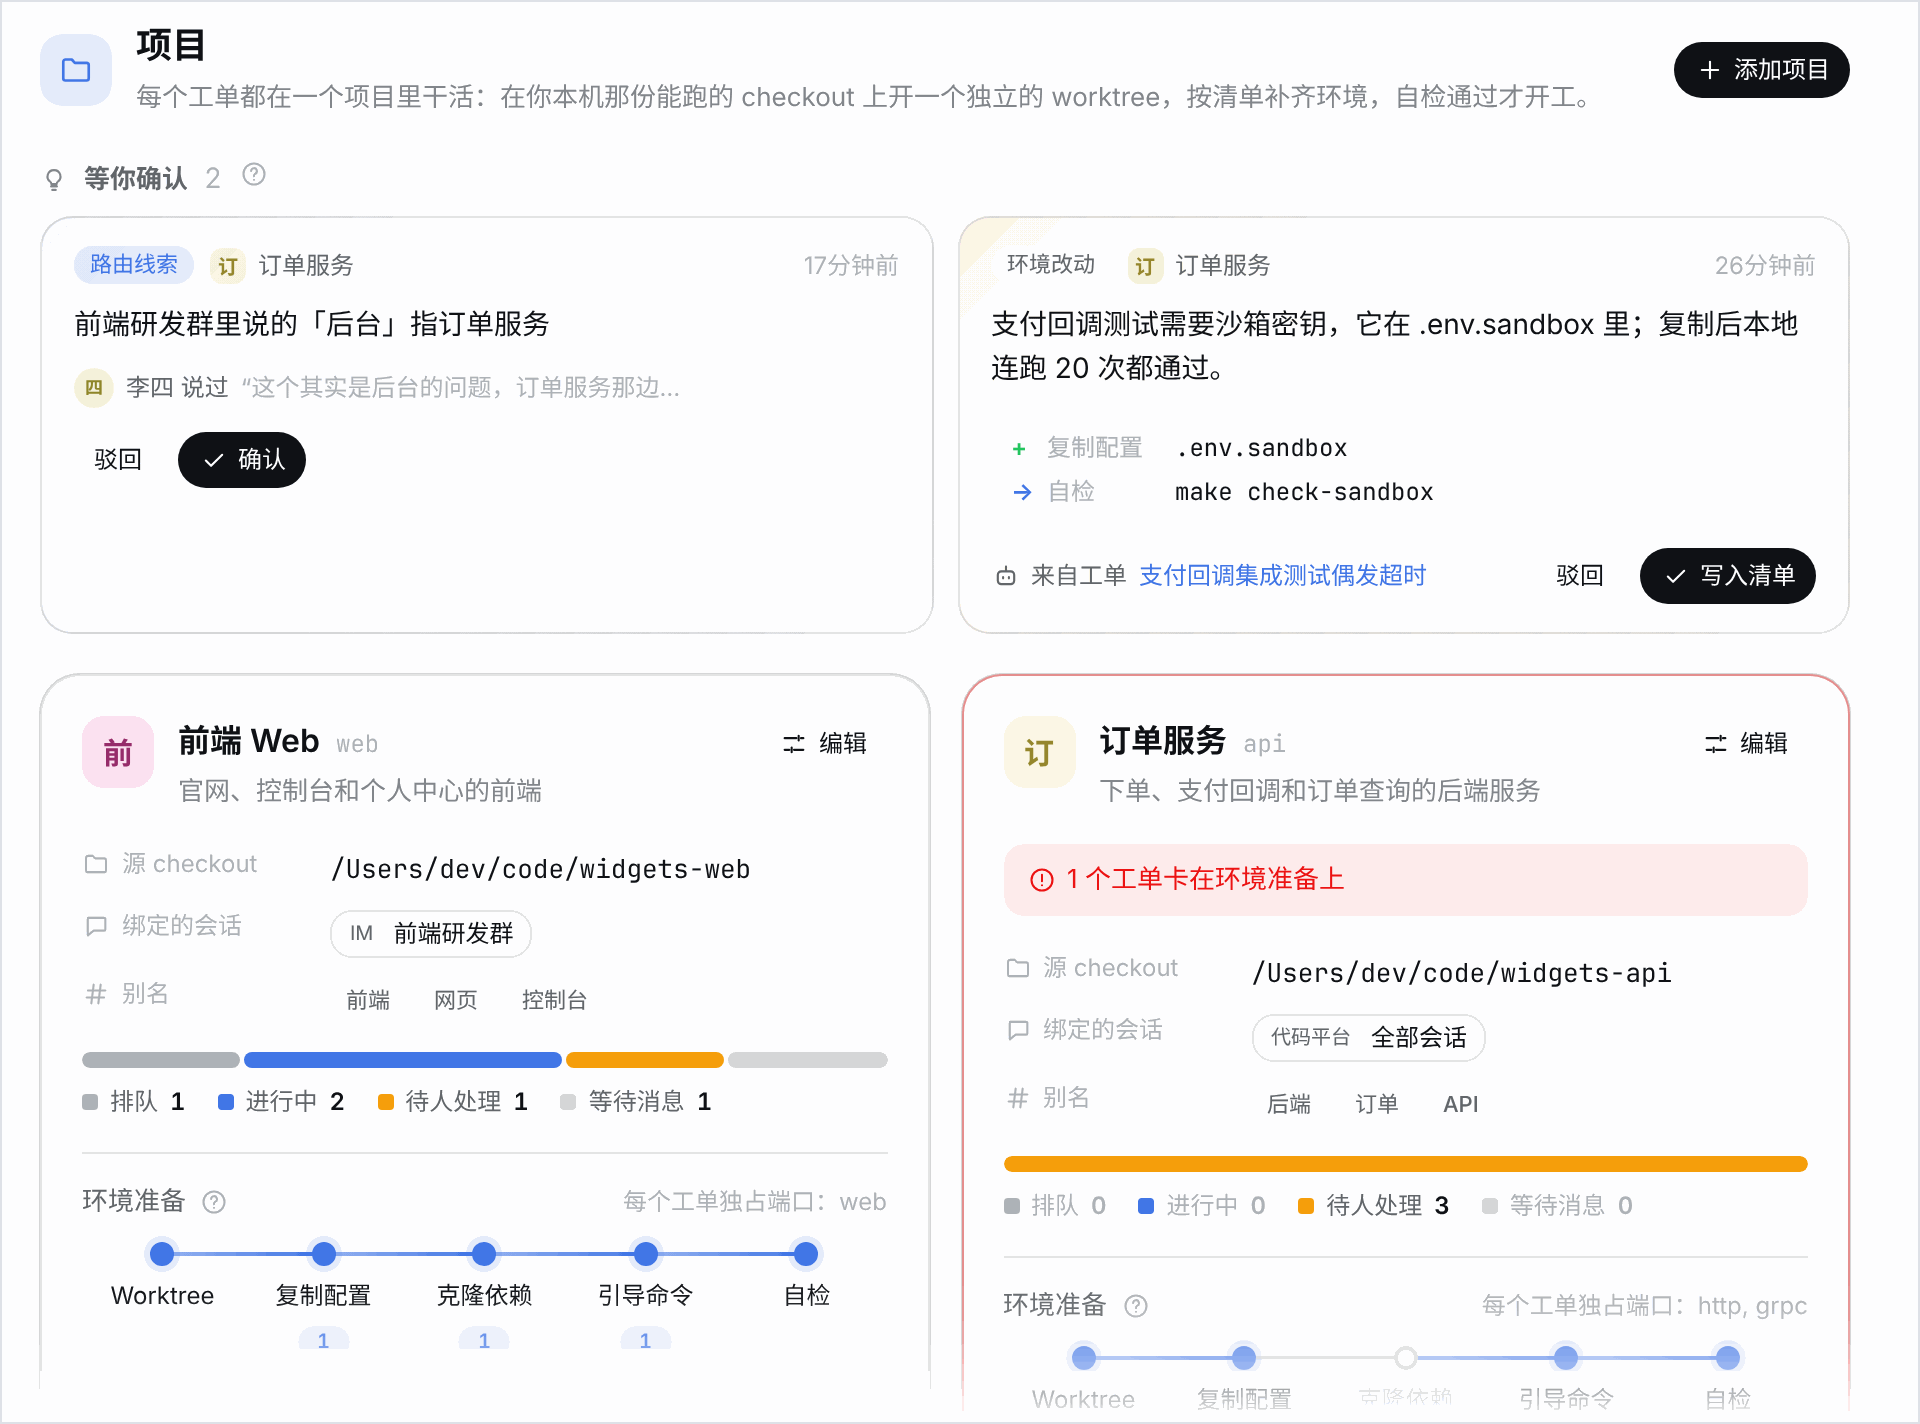 项目
每个工单都在一个项目里干活：在你本机那份能跑的 checkout 上开一个独立的 worktree，按清单补齐环境，自检通过才开工。
添加项目
等你确认 2
路由线索 订 订单服务 17分钟前
前端研发群里说的「后台」指订单服务
四 李四 说过 “这个其实是后台的问题，订单服务那边...
驳回 确认
环境改动 订 订单服务 26分钟前
支付回调测试需要沙箱密钥，它在 .env.sandbox 里；复制后本地
连跑 20 次都通过。
+ 复制配置 .env.sandbox
→ 自检 make check-sandbox
来自工单 支付回调集成测试偶发超时 驳回 写入清单
前 前端 Web web 编辑
官网、控制台和个人中心的前端
源 checkout /Users/dev/code/widgets-web
绑定的会话 IM 前端研发群
# 别名 前端 网页 控制台
排队 1 进行中 2 待人处理 1 等待消息 1
环境准备 每个工单独占端口：web
Worktree 复制配置 克隆依赖 引导命令 自检
1 1 1
订 订单服务 api 编辑
下单、支付回调和订单查询的后端服务
1 个工单卡在环境准备上
源 checkout /Users/dev/code/widgets-api
绑定的会话 代码平台 全部会话
# 别名 后端 订单 API
排队 0 进行中 0 待人处理 3 等待消息 0
环境准备 每个工单独占端口：http, grpc
Worktree 复制配置 克隆依赖 引导命令 自检